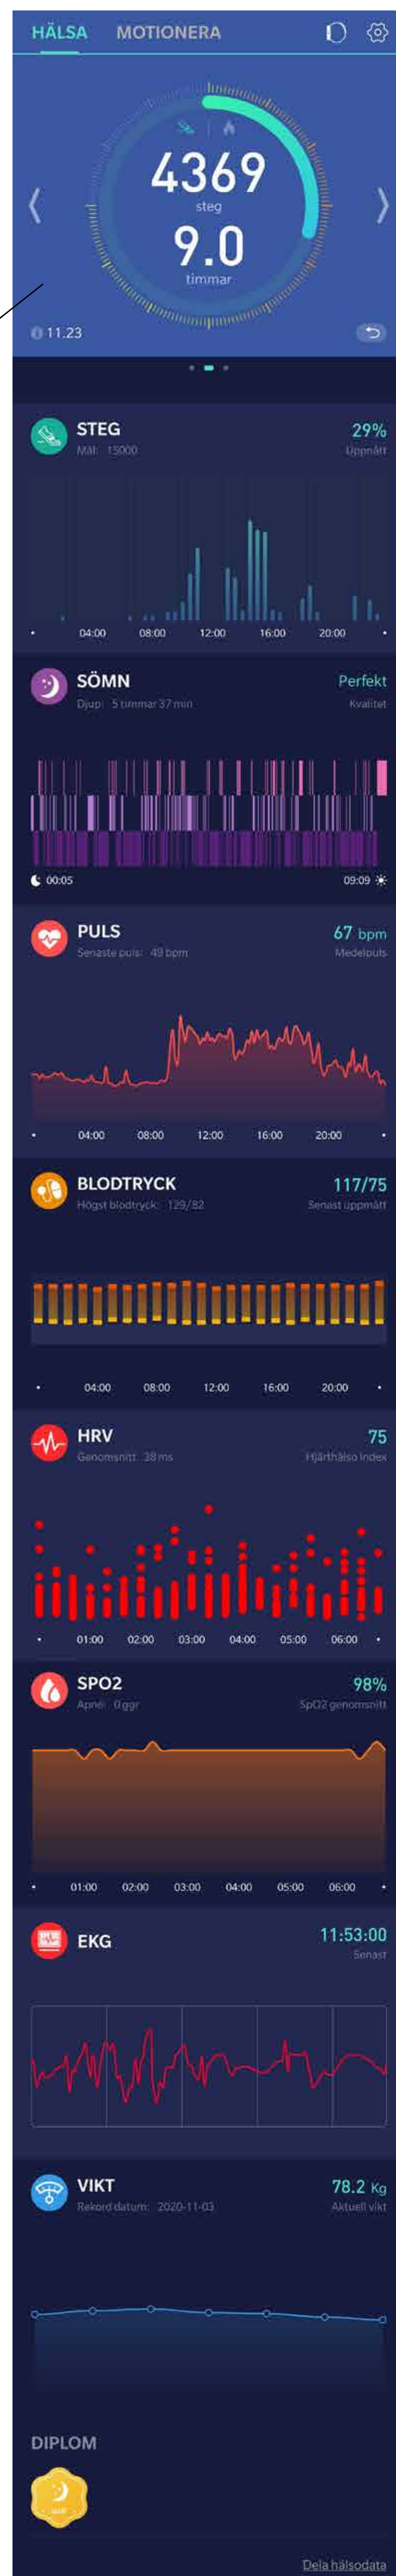 HÄLSA MOTIONERA
4369
steg
9.0
timmar
11.23
STEG 29%
Mål: 15000 Uppnått
04:00 08:00 12:00 16:00 20:00
SÖMN Perfekt
Djup: 5 timmar 37 min Kvalitet
00:05 09:09
PULS 67 bpm
Senaste puls: 49 bpm Medelpuls
04:00 08:00 12:00 16:00 20:00
BLODTRYCK 117/75
Högst blodtryck: 129/82 Senast uppmätt
04:00 08:00 12:00 16:00 20:00
HRV 75
Genomsnitt 38 ms Hjärthälso Index
01:00 02:00 03:00 04:00 05:00 06:00
SPO2 98%
Apné: 0 ggr SpO2 genomsnitt
01:00 02:00 03:00 04:00 05:00 06:00
EKG 11:53:00
Senast
VIKT 78.2 Kg
Rekord datum: 2020-11-03 Aktuell vikt
DIPLOM
Dela hälsodata